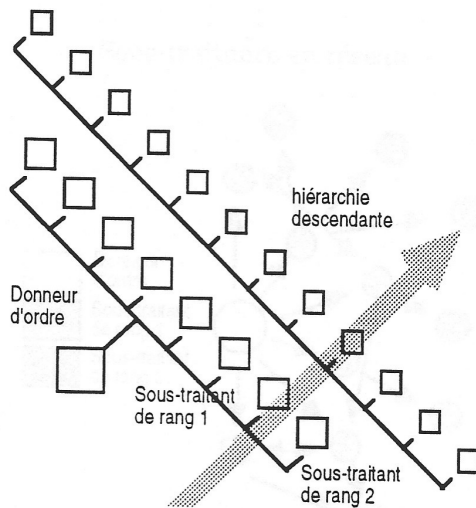 hiérarchie
descendante
Donneur
d'ordre
Sous-traitant
de rang 1
Sous-traitant
de rang 2